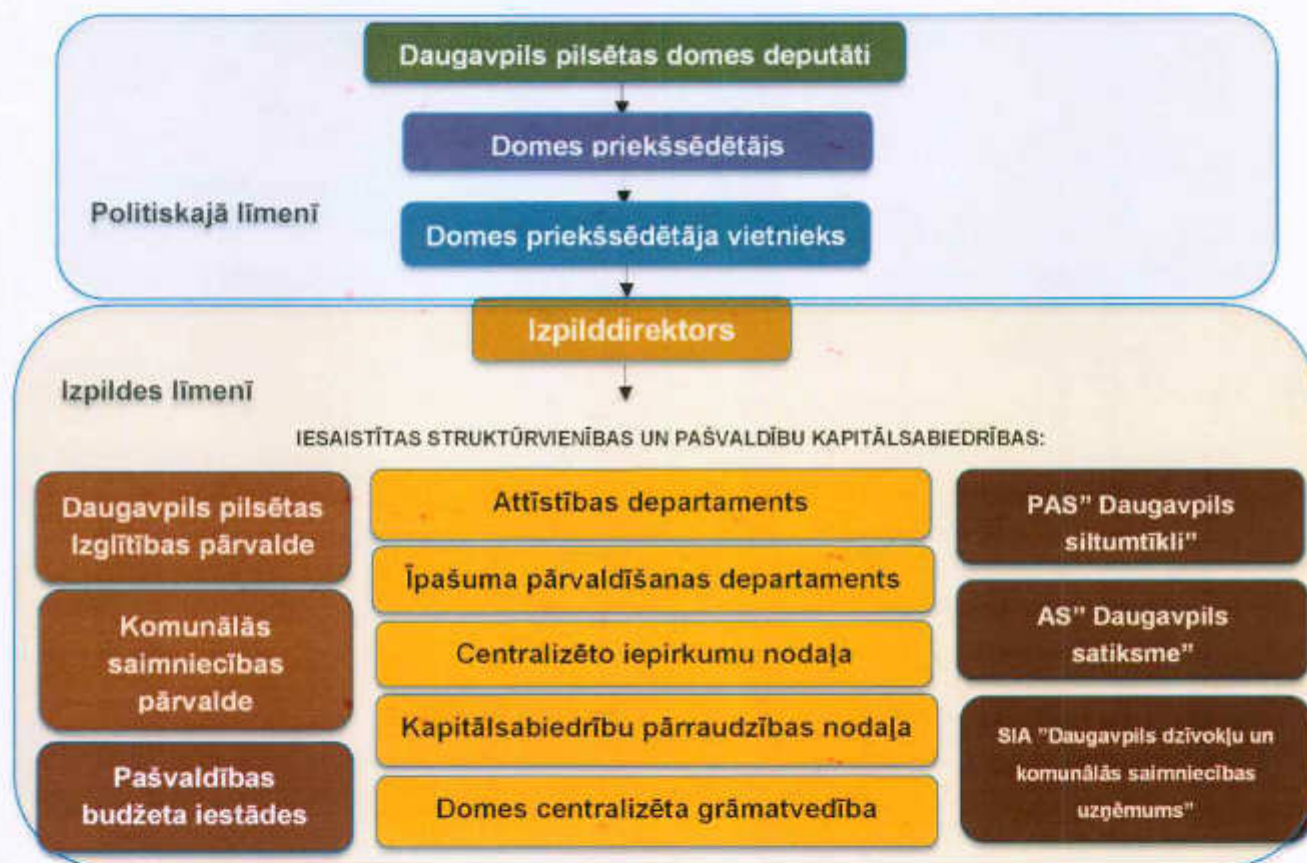 Daugavpils pilsētas domes deputāti
Domes priekšsēdētājs
Politiskajā līmenī
Domes priekšsēdētāja vietnieks
Izpilddirektors
Izpildes līmenī
IESAISTĪTAS STRUKTŪRVIENĪBAS UN PAŠVALDĪBU KAPITĀLSABIEDRĪBAS:
Daugavpils pilsētas
Izglītības pārvalde
Komunālās
saimniecības
pārvalde
Pašvaldības
budžeta iestādes
Attīstības departaments
Īpašuma pārvaldīšanas departaments
Centralizēto iepirkumu nodaļa
Kapitālsabiedrību pārraudzības nodaļa
Domes centralizēta grāmatvedība
PAS” Daugavpils
siltumtīkli”
AS” Daugavpils
satiksme”
SIA ”Daugavpils dzīvokļu un
komunālās saimniecības
uzņēmums”